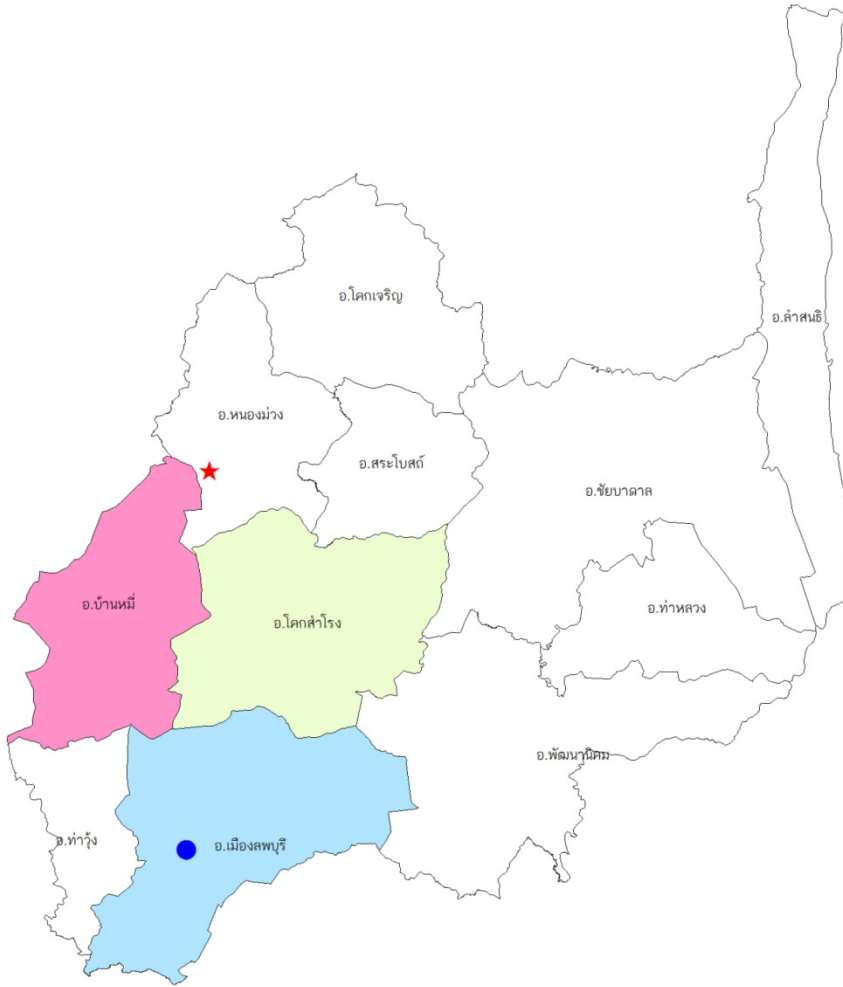 อ.โคกเจริญ
อ.ลำสนธิ
อ.หนองม่วง
อ.สระโบสถ์
อ.ชัยบาดาล
อ.บ้านหมี่
อ.ท่าหลวง
อ.โคกสำโรง
อ.พัฒนานิคม
อ.ท่าวุ้ง
อ.เมืองลพบุรี